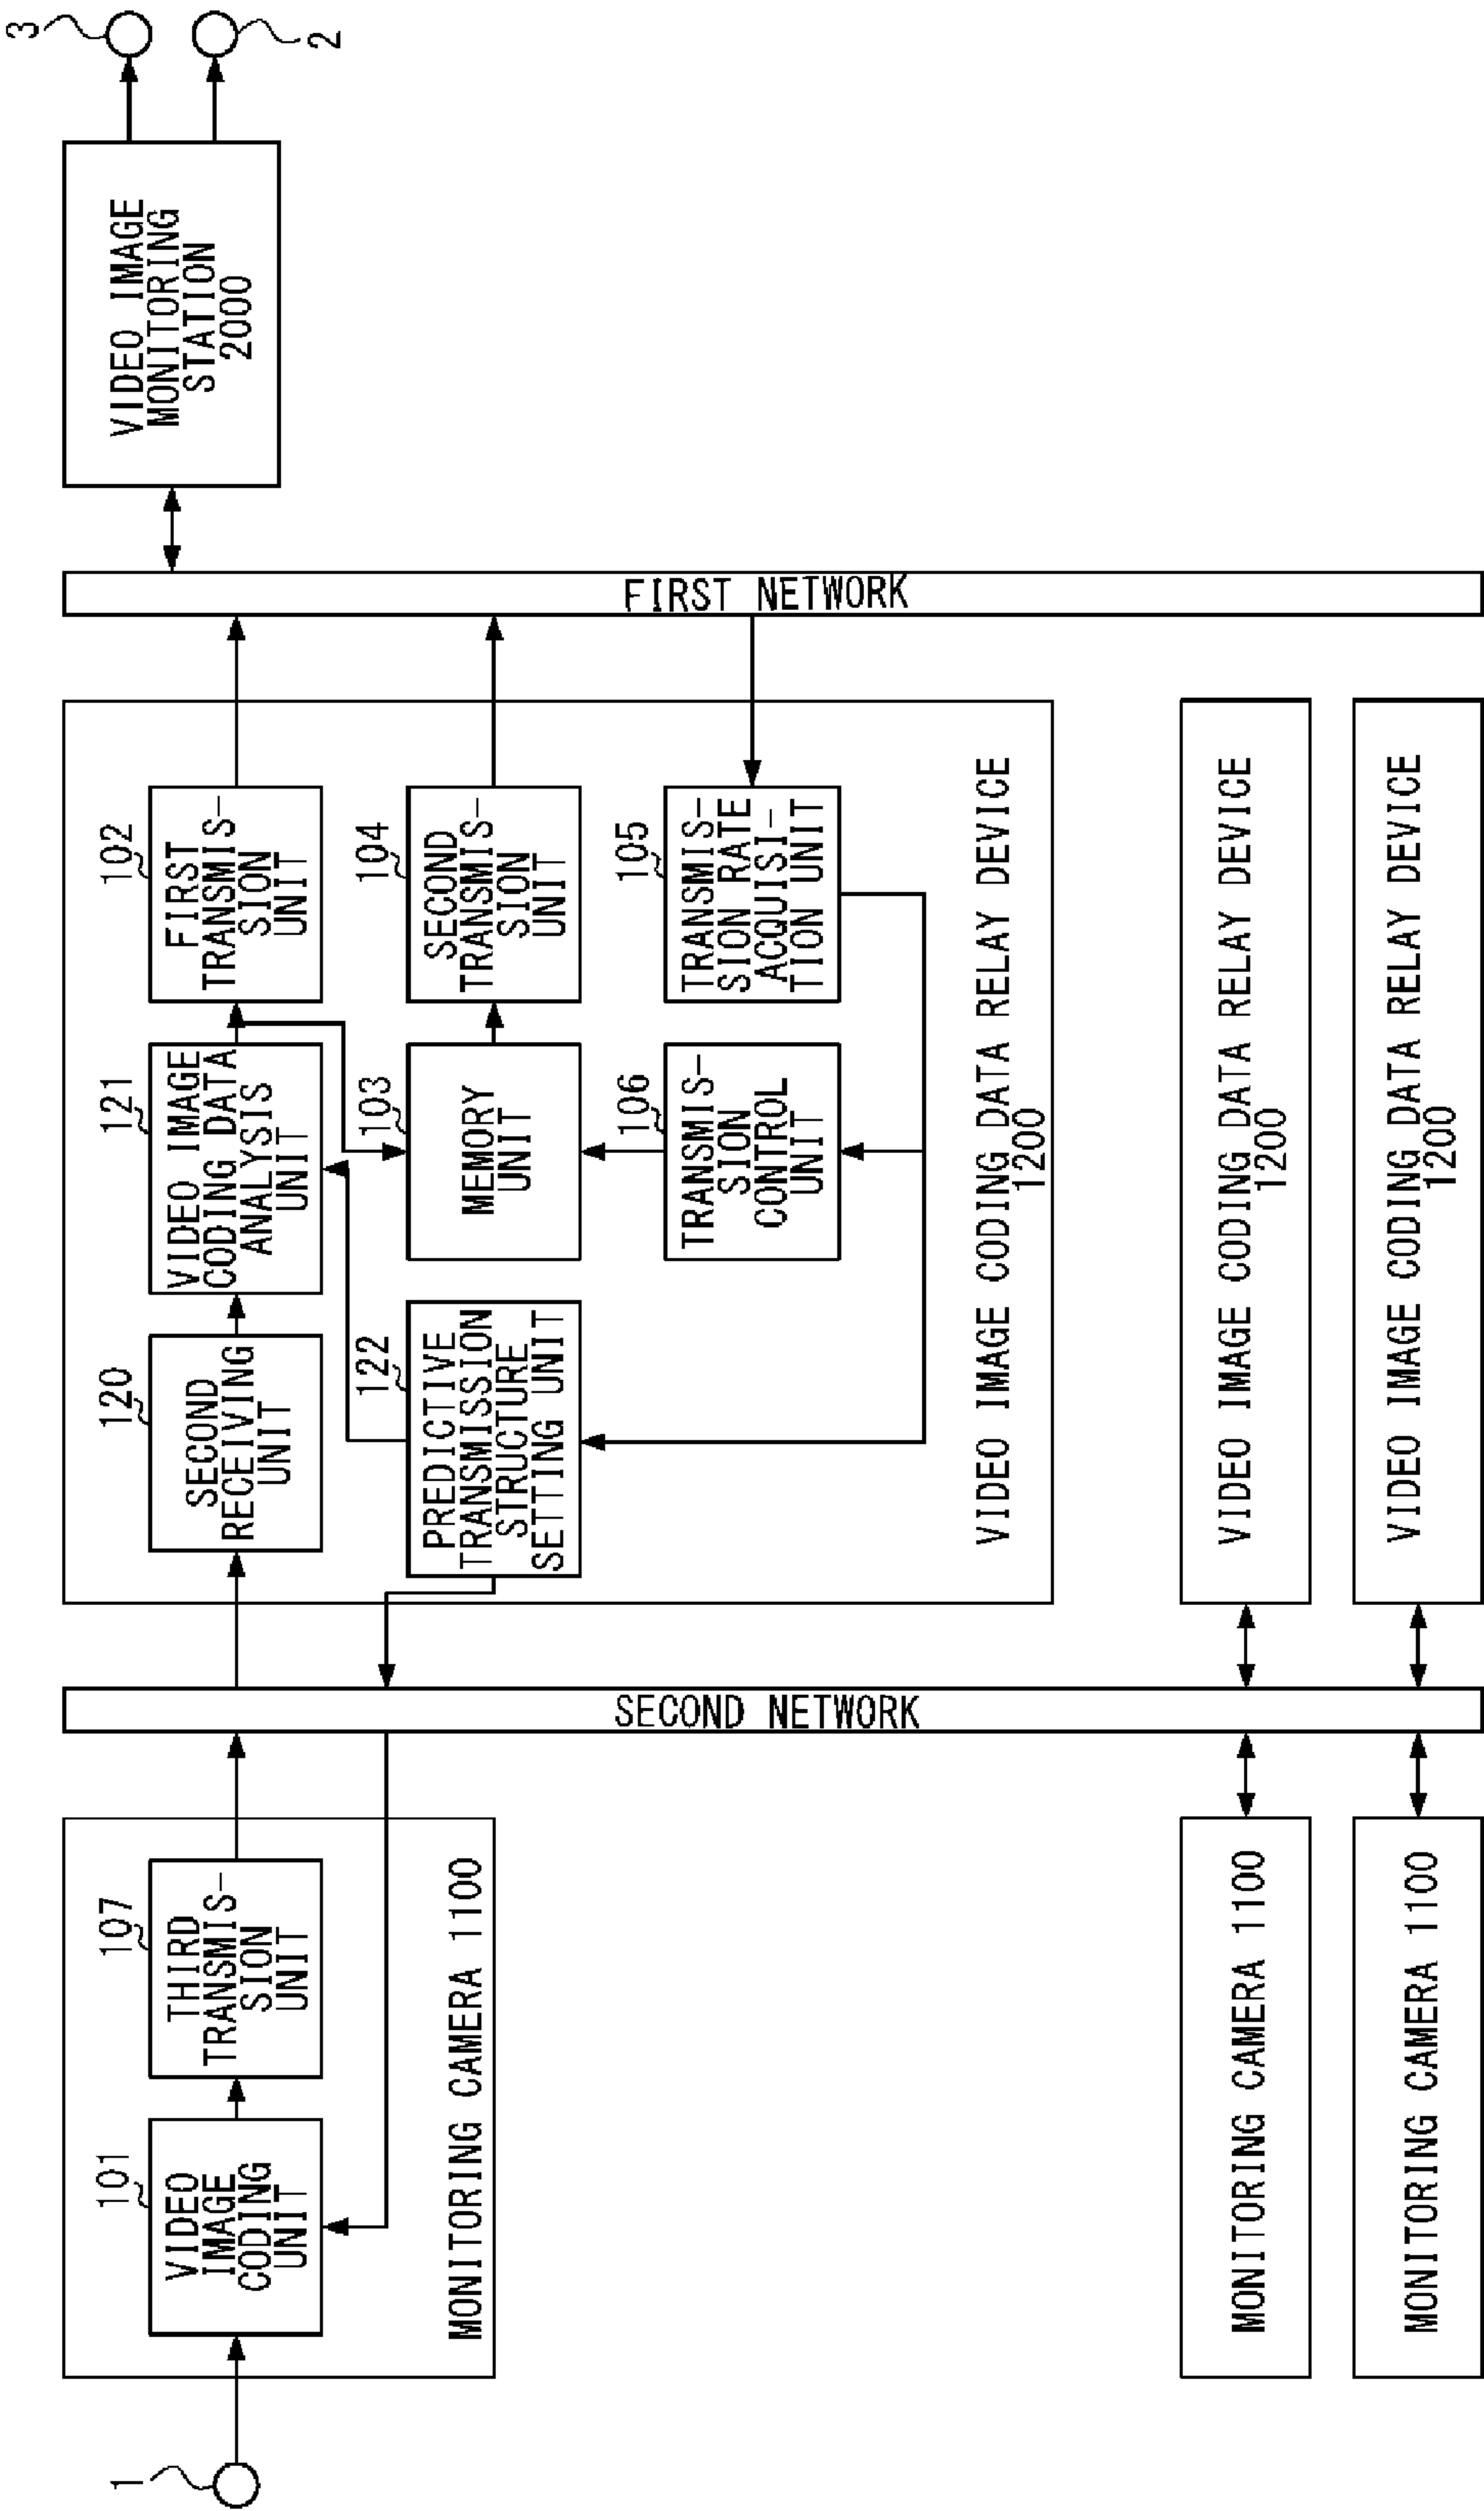 1
101
VIDEO
IMAGE
CODING
UNIT
107
THIRD
TRANSMIS-
SION
UNIT
MONITORING CAMERA 1100
MONITORING CAMERA 1100
MONITORING CAMERA 1100
SECOND NETWORK
120
SECOND
RECEIVING
UNIT
121
VIDEO IMAGE
CODING DATA
ANALYSIS
UNIT
102
FIRST
TRANSMIS-
SION
UNIT
122
PREDICTIVE
TRANSMISSION
STRUCTURE
SETTING UNIT
103
MEMORY
UNIT
104
SECOND
TRANSMIS-
SION
UNIT
106
TRANSMIS-
SION
CONTROL
UNIT
105
TRANSMIS-
SION RATE
ACQUISI-
TION UNIT
VIDEO IMAGE CODING DATA RELAY DEVICE
1200
VIDEO IMAGE CODING DATA RELAY DEVICE
1200
VIDEO IMAGE CODING DATA RELAY DEVICE
1200
FIRST NETWORK
VIDEO IMAGE
MONITORING
STATION
2000
3
2